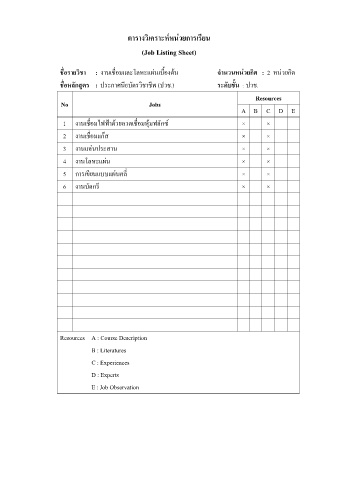 ตารางวิเคราะห์หน่วยการเรียน
(Job Listing Sheet)
ชื่อรายวิชา : งานเชื่อมและโลหะแผ่นเบื้องต้น จำนวนหน่วยกิต : 2 หน่วยกิต
ชื่อหลักสูตร : ประกาศนียบัตรวิชาชีพ (ปวช.) ระดับชั้น : ปวช.
No Jobs Resources
A B C D E
1 งานเชื่อมไฟฟ้าด้วยลวดเชื่อมหุ้มฟลักซ์ × ×
2 งานเชื่อมแก๊ส × ×
3 งานแล่นประสาน × ×
4 งานโลหะแผ่น × ×
5 การเขียนแบบแผ่นคลี่ × ×
6 งานบัดกรี × ×
Resources A : Course Description
B : Literatures
C : Experiences
D : Experts
E : Job Observation